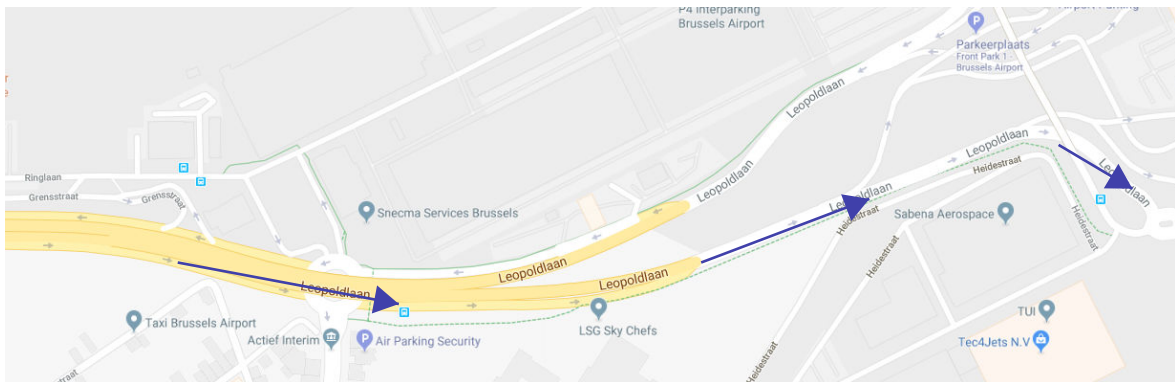 P4 Interparking
Brussels Airport
Parkeerplaats
Front Park 1 -
Brussels Airport
Leopoldlaan
Leopoldlaan
Leopoldlaan
Heidestraat
Ringlaan
Grensstraat
Grensstraat
Leopoldlaan
Leopoldlaan
Snecma Services Brussels
Sabena Aerospace
Heidestraat
Heidestraat
Heidestraat
Leopoldlaan
Leopoldlaan
Leopoldlaan
Taxi Brussels Airport
LSG Sky Chefs
TUI
Actief Interim
Air Parking Security
Tec4Jets N.V
Heidestraat